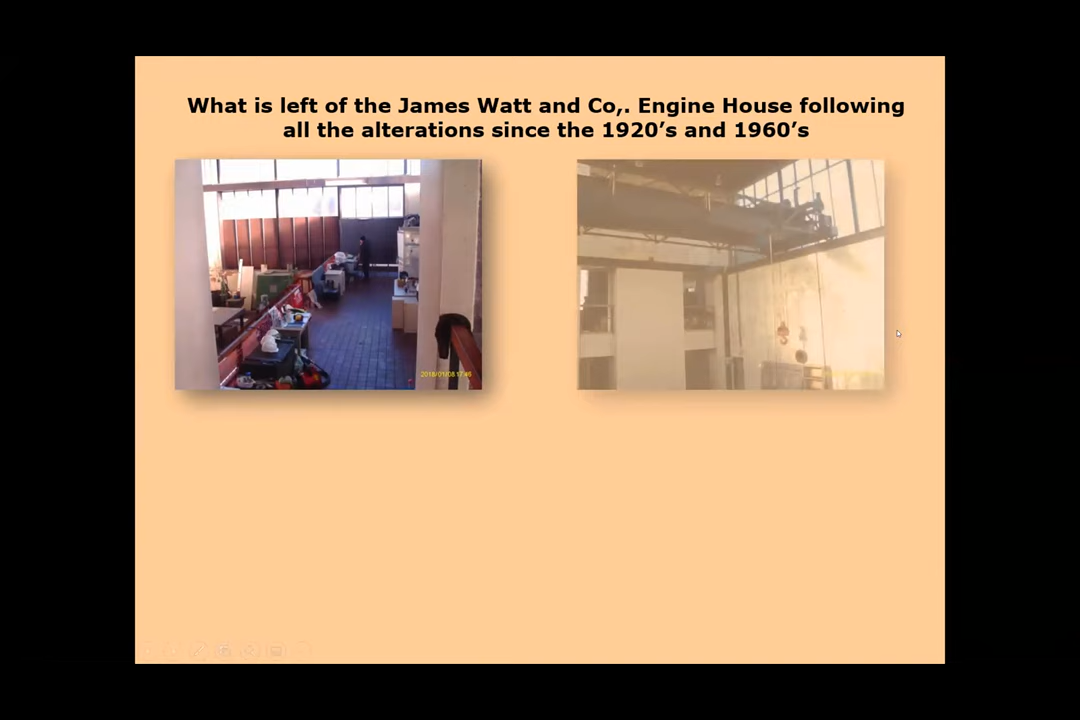 What is left of the James Watt and Co,. Engine House following
all the alterations since the 1920’s and 1960’s